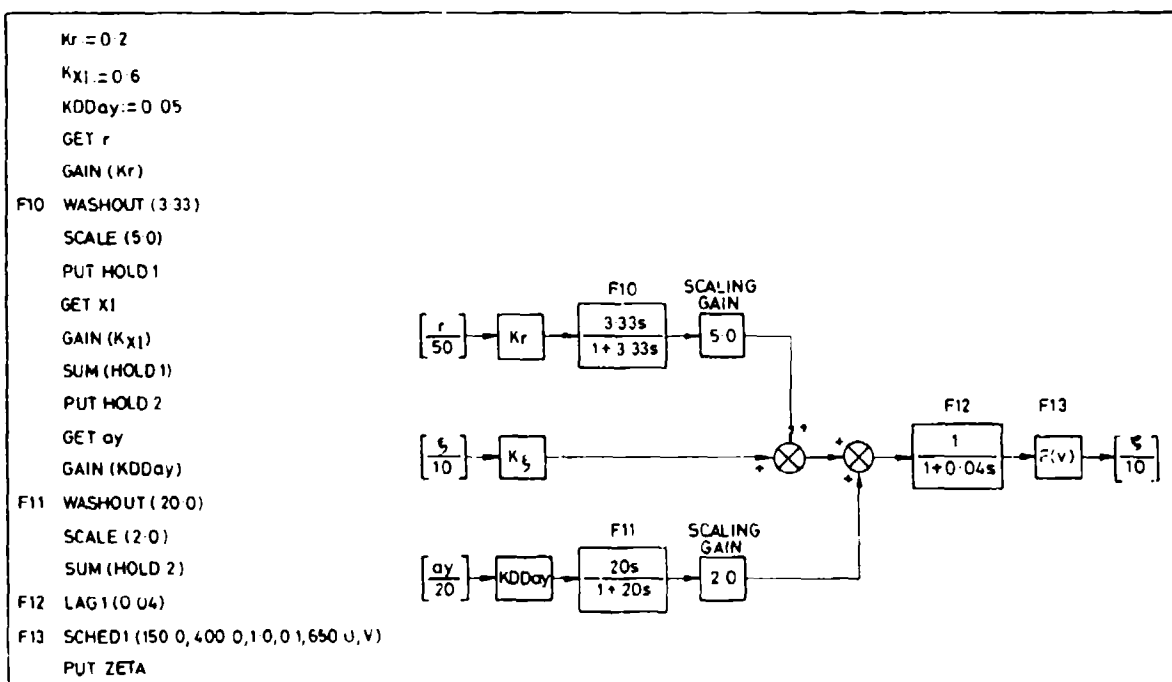 Kr := 0·2
KX1 := 0·6
KDDay := 0·05
GET r
GAIN (Kr)
F10 WASHOUT (3·33)
SCALE (5·0)
PUT HOLD 1
GET X1
GAIN (KX1)
SUM (HOLD 1)
PUT HOLD 2
GET ay
GAIN (KDDay)
F11 WASHOUT (20·0)
SCALE (2·0)
SUM (HOLD 2)
F12 LAG 1 (0·04)
F13 SCHED1 (150·0, 400·0, 1·0, 0·1, 650·0, V)
PUT ZETA
F10
SCALING
GAIN
[r/50]
Kr
3·33s
1 + 3·33s
5·0
+
[ξ/10]
Kξ
+
+
+
F12
1
1 + 0·04s
F13
F(V)
[ς/10]
F11
SCALING
GAIN
[ay/20]
KDDay
20s
1 + 20s
2·0